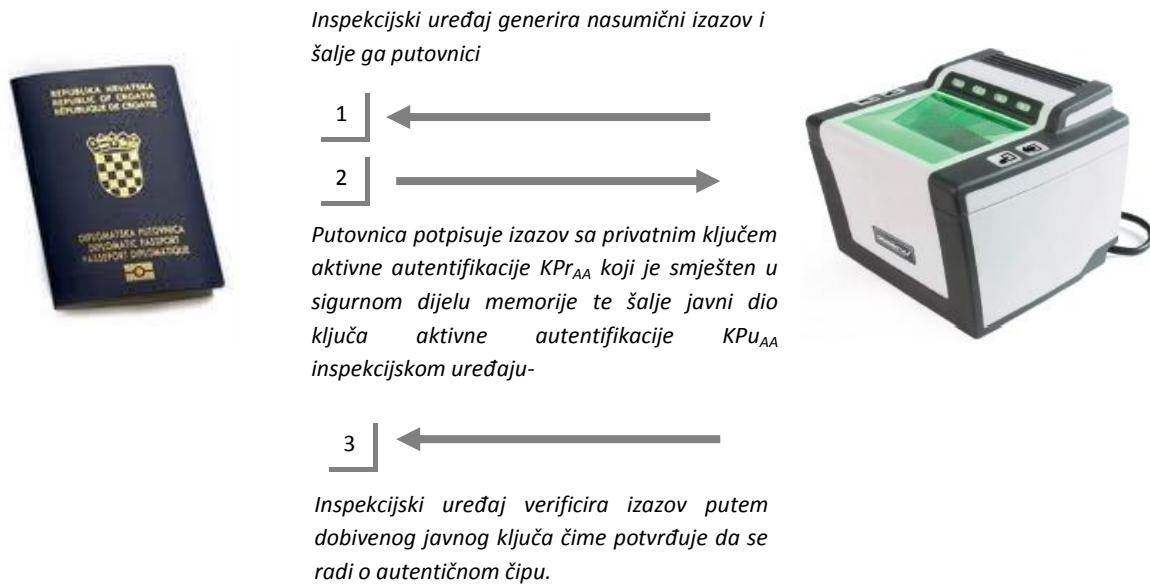 Inspekcijski uređaj generira nasumični izazov i
šalje ga putovnici
REPUBLIKA HRVATSKA
REPUBLIC OF CROATIA
RÉPUBLIQUE DE CROATIE
1
2
DIPLOMATSKA PUTOVNICA
DIPLOMATIC PASSPORT
PASSEPORT DIPLOMATIQUE
Putovnica potpisuje izazov sa privatnim ključem
aktivne autentifikacije KPrAA koji je smješten u
sigurnom dijelu memorije te šalje javni dio
ključa aktivne autentifikacije KPuAA
inspekcijskom uređaju-
3
Inspekcijski uređaj verificira izazov putem
dobivenog javnog ključa čime potvrđuje da se
radi o autentičnom čipu.